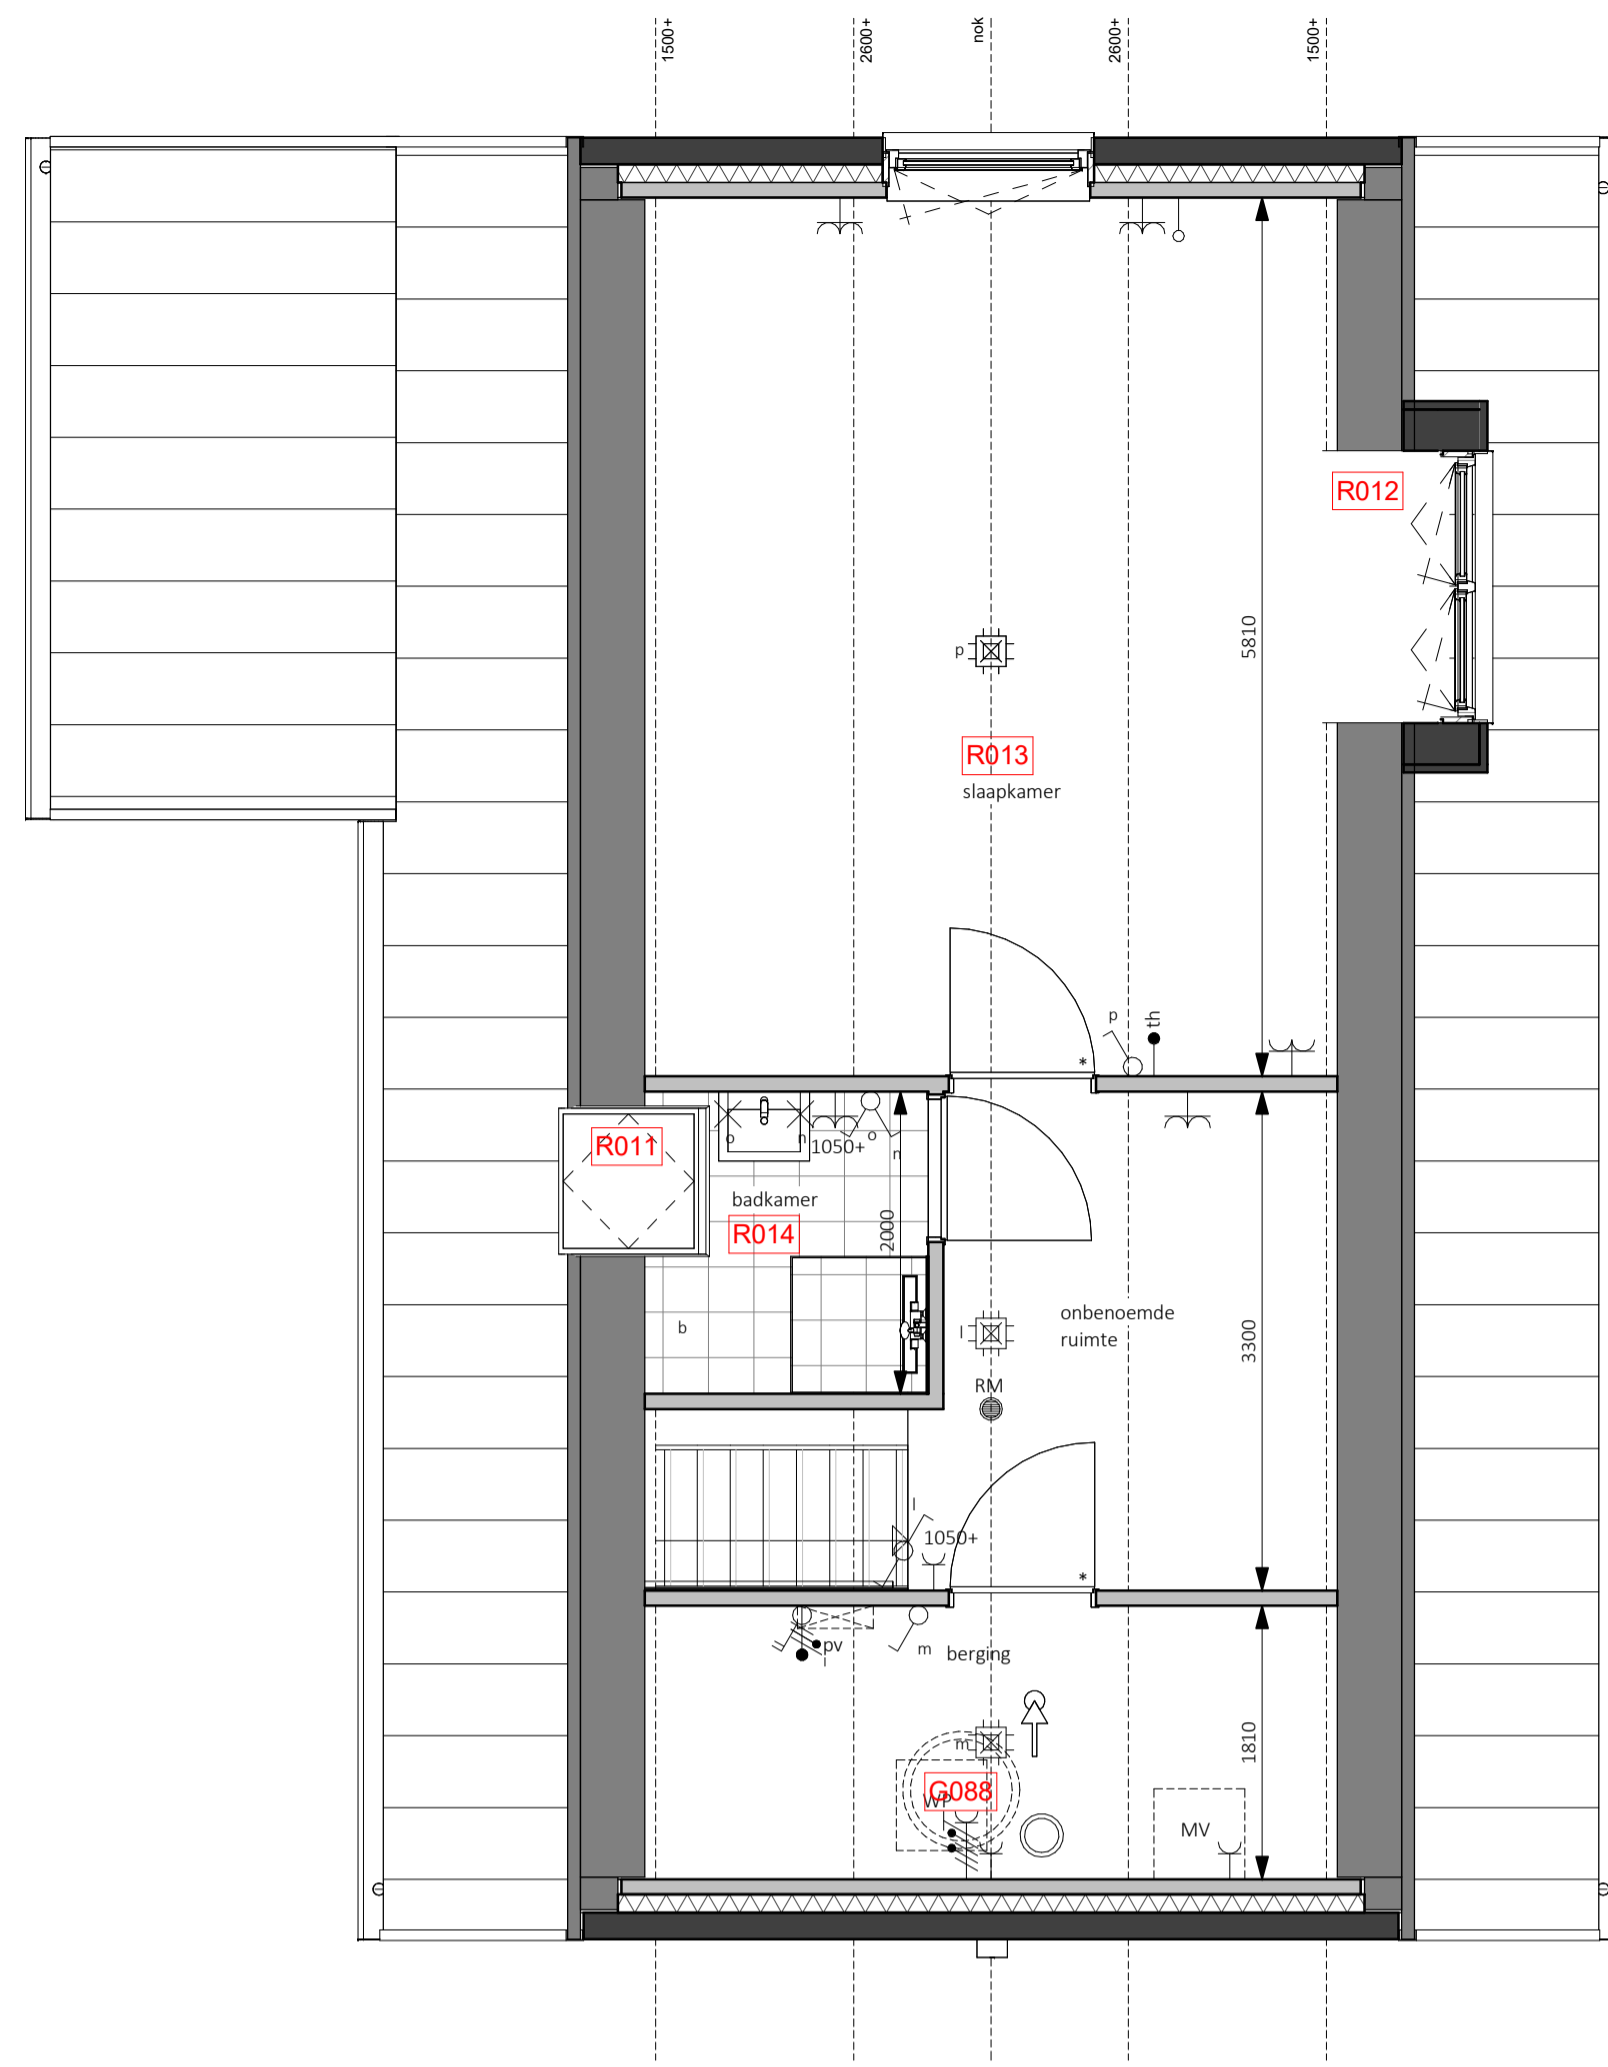 1500+
2600+
nok
2600+
1500+
R012
5810
p
R013
slaapkamer
p
th
*
R011
o
n
1050+
o
n
badkamer
R014
2000
b
onbenoemde
ruimte
l
3300
RM
l
1050+
*
pv
m
berging
m
1810
G088
WP
MV